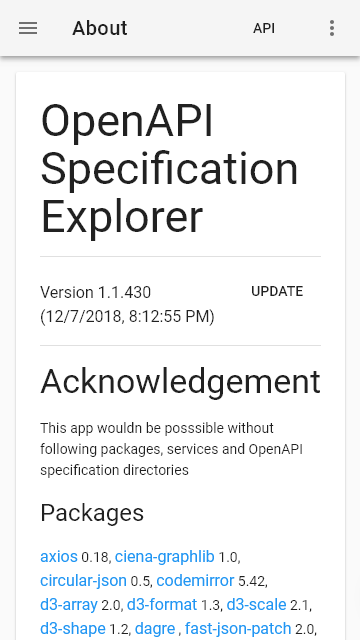 About API
OpenAPI
Specification
Explorer
Version 1.1.430 UPDATE
(12/7/2018, 8:12:55 PM)
Acknowledgement
This app wouldn be posssible without
following packages, services and OpenAPI
specification directories
Packages
axios 0.18, ciena-graphlib 1.0,
circular-json 0.5, codemirror 5.42,
d3-array 2.0, d3-format 1.3, d3-scale 2.1,
d3-shape 1.2, dagre , fast-json-patch 2.0,